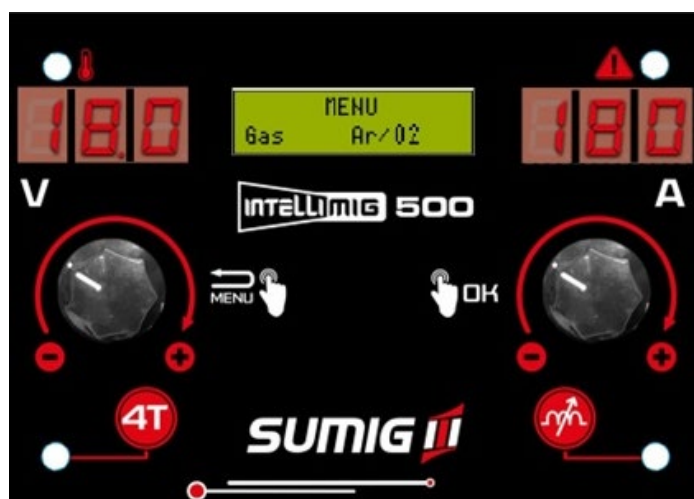 18.0
MENU
Gas Ar/O2
180
V
INTELLIMIG 500
A
MENU
OK
4T
SUMIG